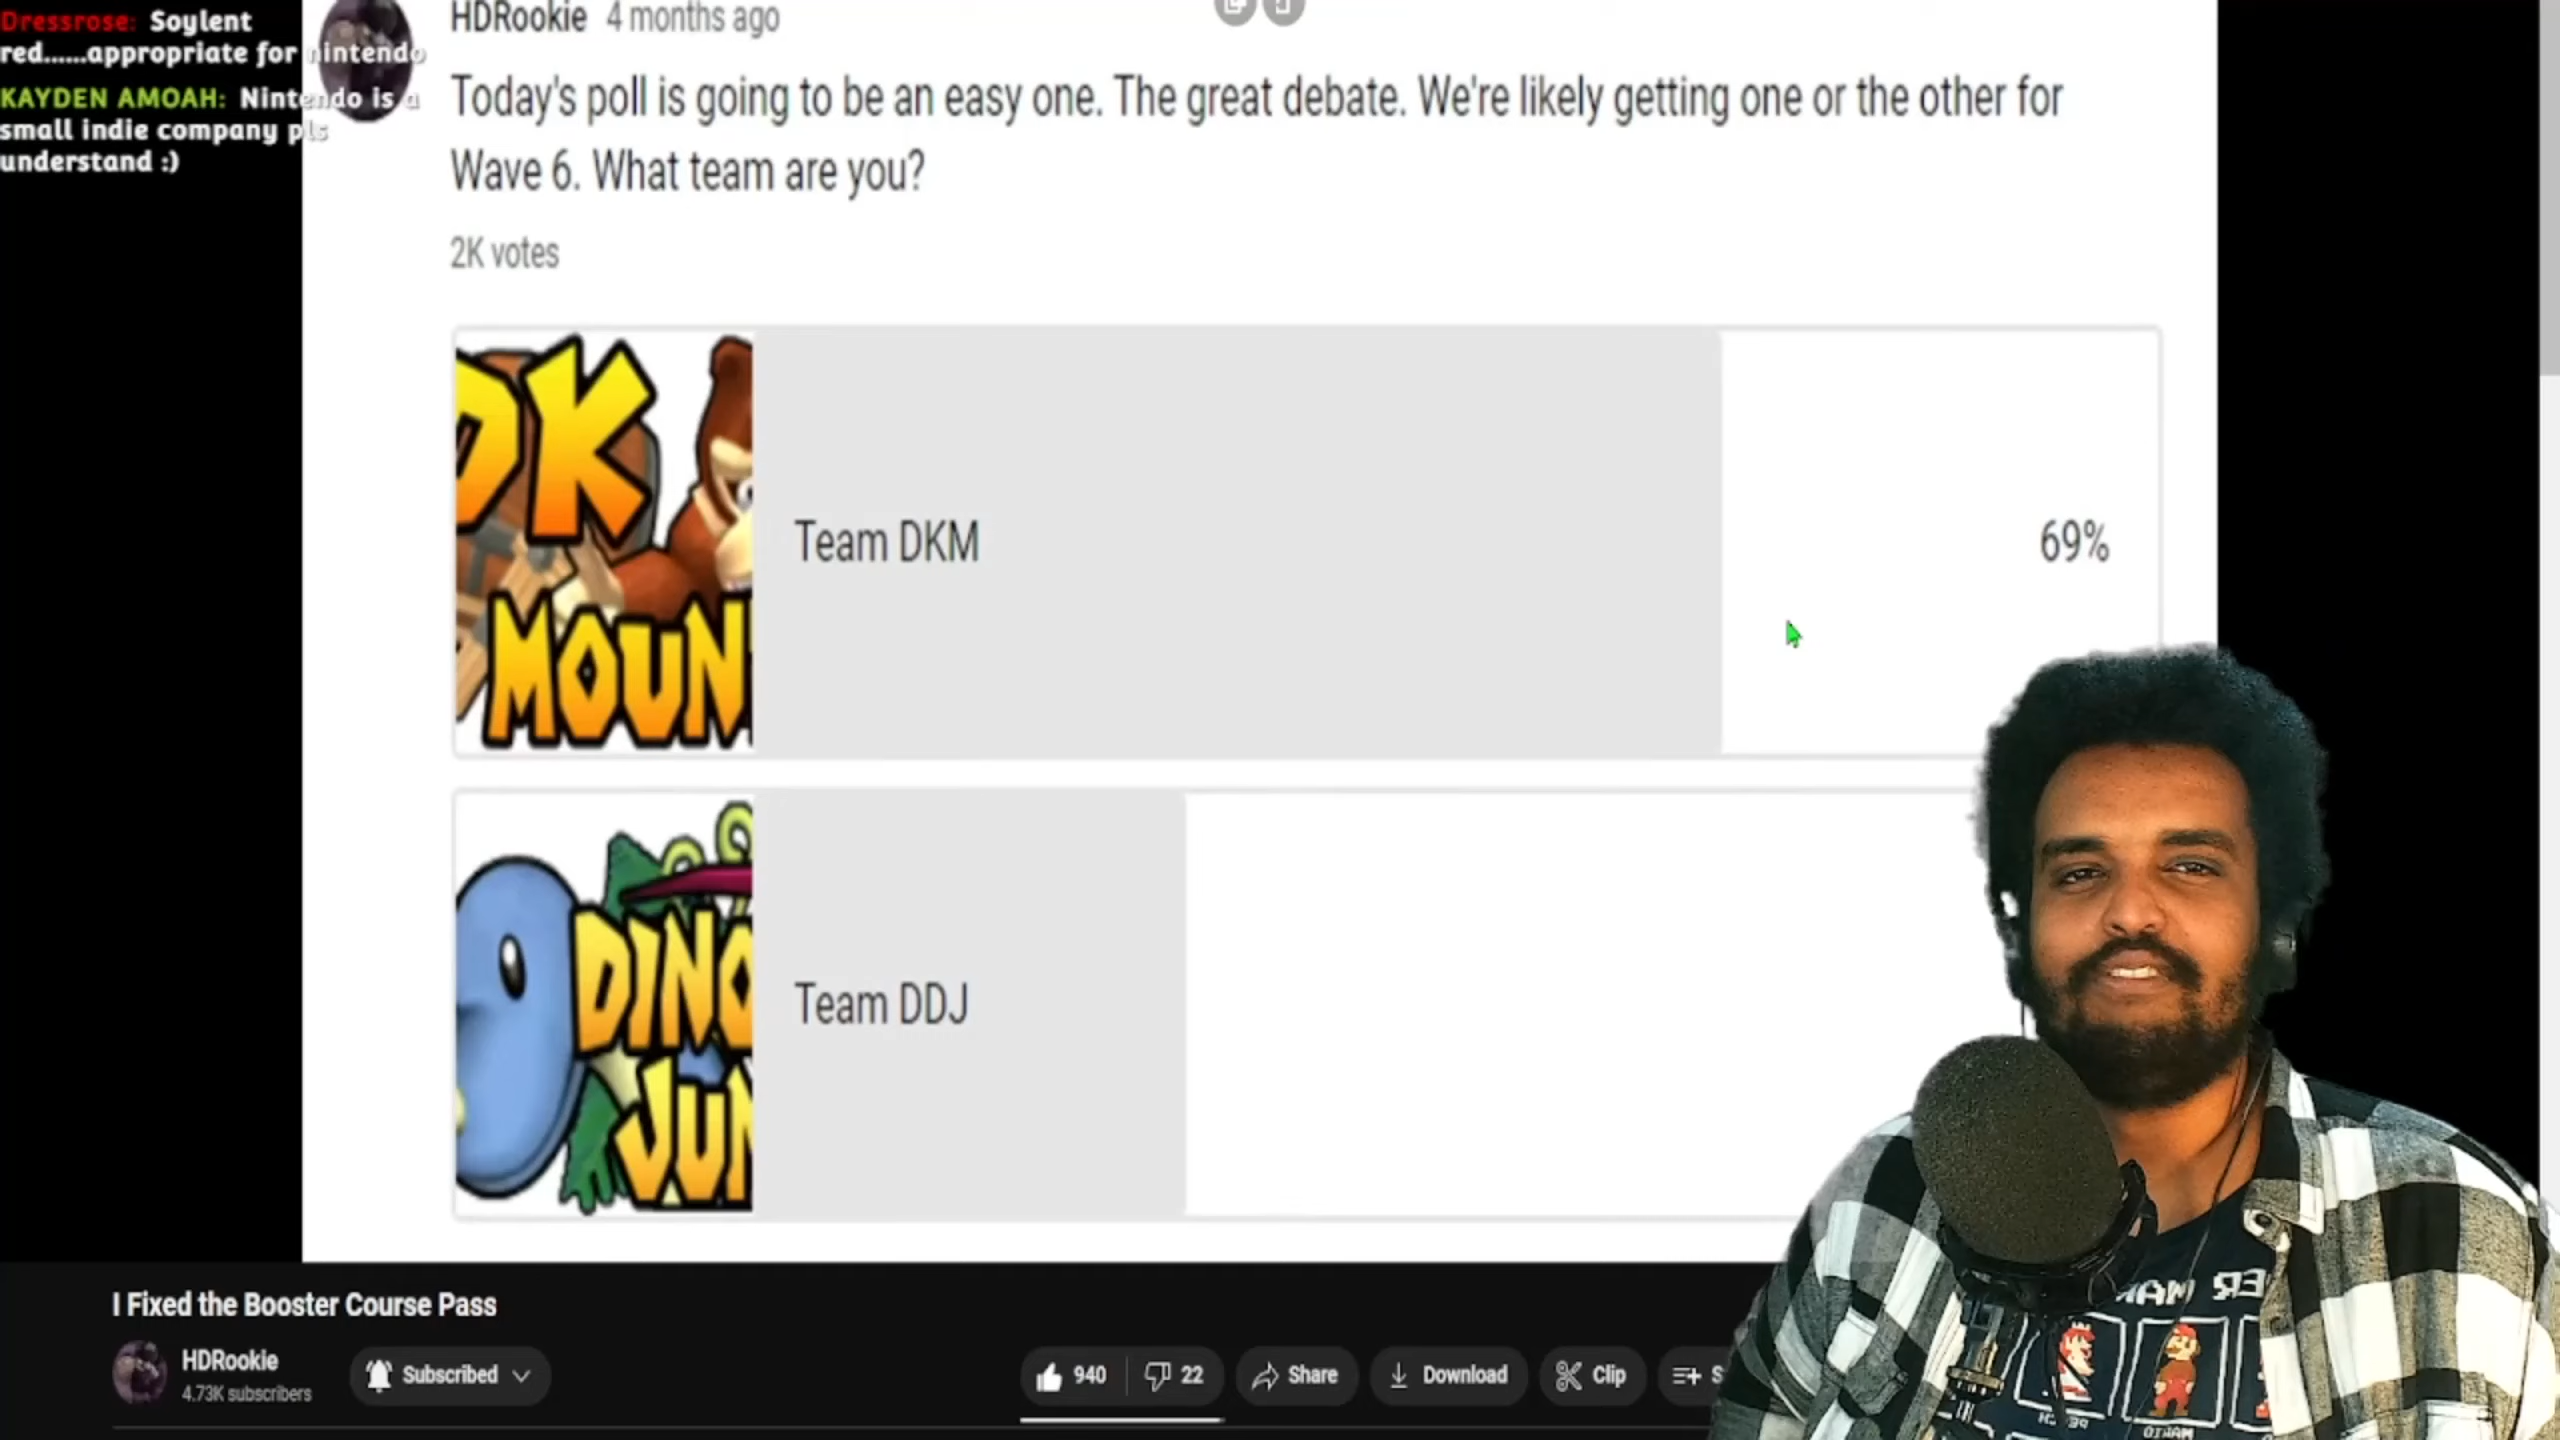 Dressrose: Soylent
red......appropriate for nintendo
KAYDEN AMOAH: Nintendo is a
small indie company pls
understand :)
HDRookie 4 months ago
Today's poll is going to be an easy one. The great debate. We're likely getting one or the other for
Wave 6. What team are you?
2K votes
DK
MOUN
Team DKM
69%
DINO
JUN
Team DDJ
I Fixed the Booster Course Pass
HDRookie
4.73K subscribers
Subscribed
940
22
Share
Download
Clip
S